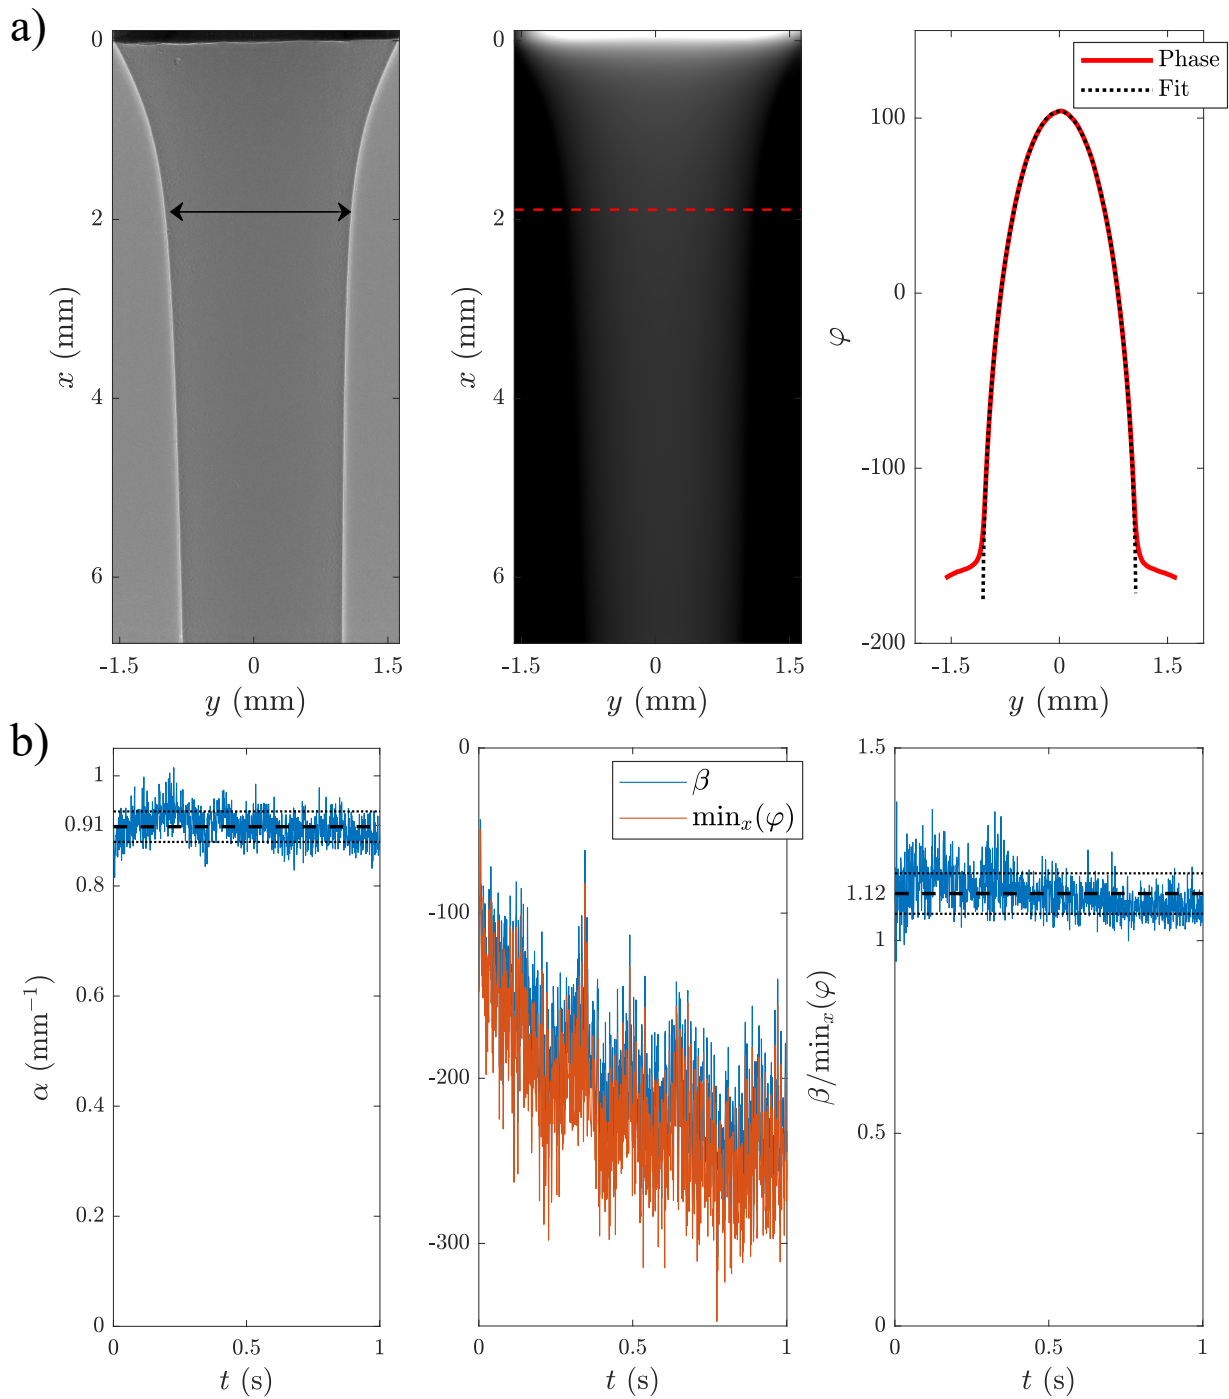 a)
0
2
4
6
x (mm)
-1.5 0 1.5
y (mm)
0
2
4
6
x (mm)
-1.5 0 1.5
y (mm)
Phase
Fit
100
0
-100
-200
φ
-1.5 0 1.5
y (mm)
b)
1
0.91
0.8
0.6
0.4
0.2
0
α (mm⁻¹)
0 0.5 1
t (s)
β
minₓ(φ)
0
-100
-200
-300
0 0.5 1
t (s)
1.5
1.12
1
0.5
0
β/minₓ(φ)
0 0.5 1
t (s)